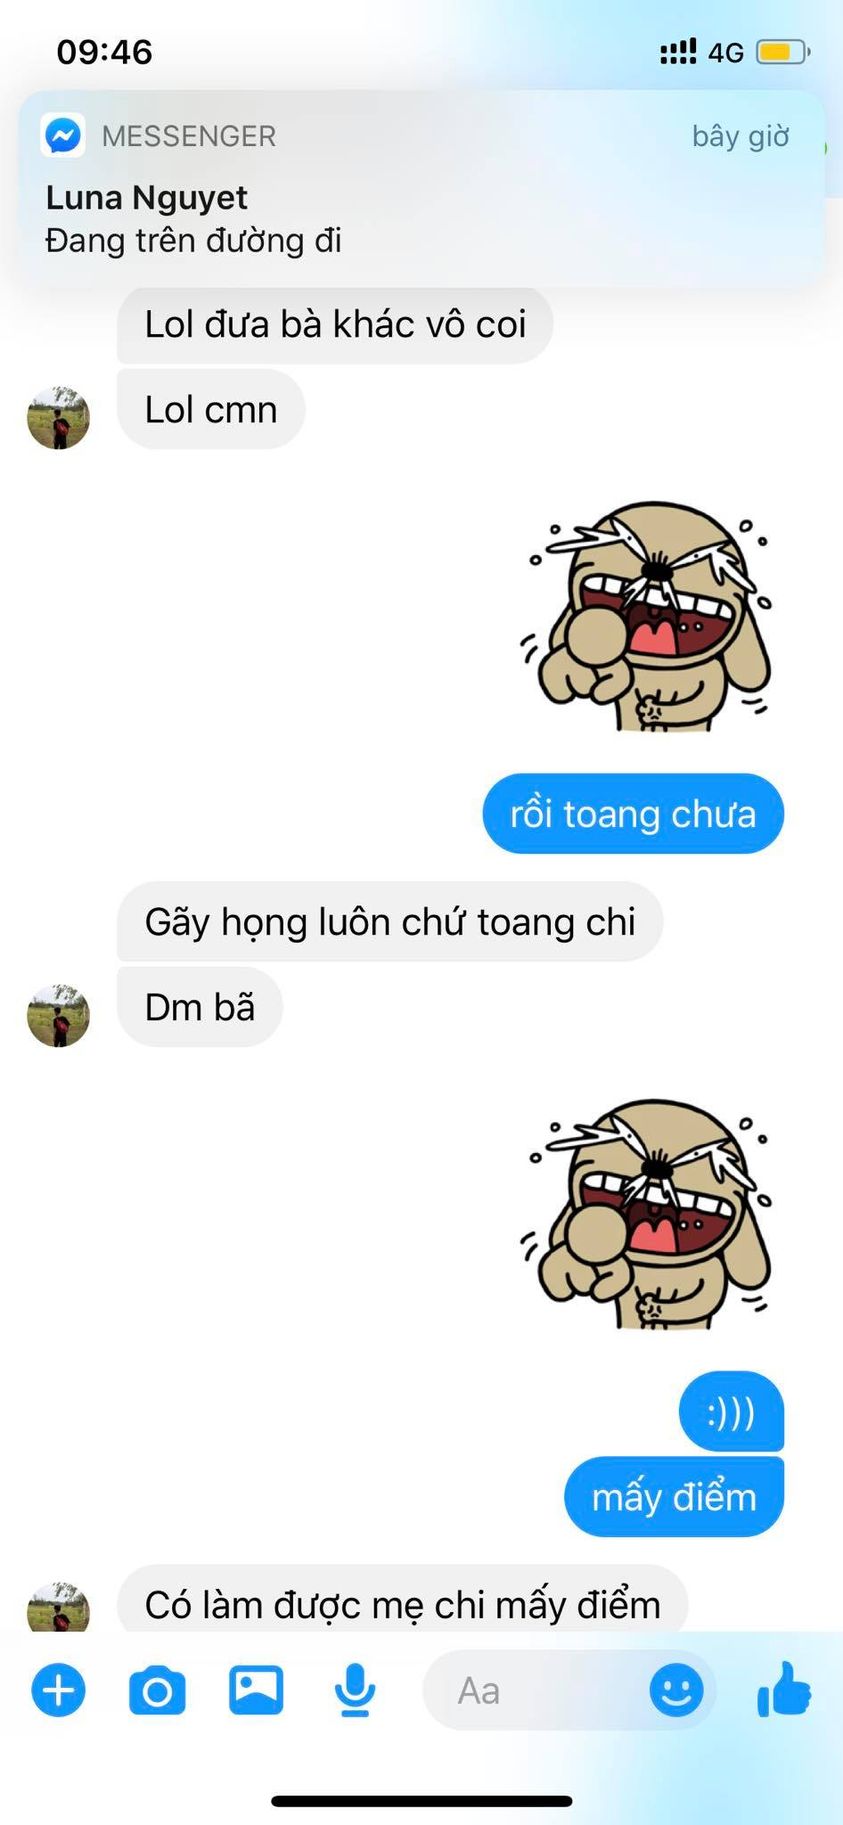 09:46
4G
MESSENGER
bây giờ
Luna Nguyet
Đang trên đường đi
Lol đưa bà khác vô coi
Lol cmn
rồi toang chưa
Gãy họng luôn chứ toang chi
Dm bã
:)))
mấy điểm
Có làm được mẹ chi mấy điểm
Aa